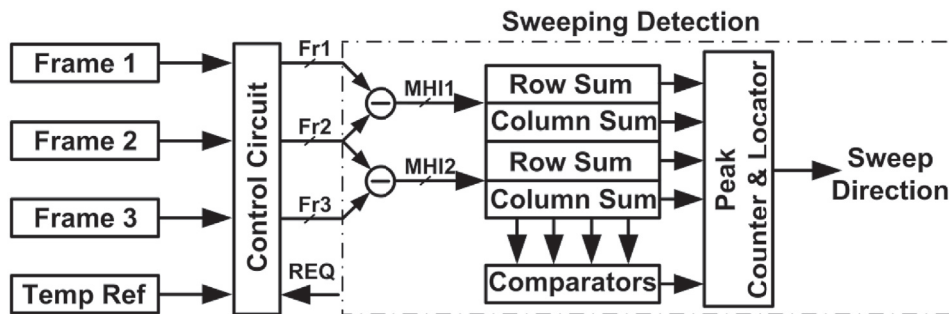 Sweeping Detection
Frame 1
Frame 2
Frame 3
Temp Ref
Control Circuit
Fr1
Fr2
Fr3
REQ
MHI1
MHI2
Row Sum
Column Sum
Row Sum
Column Sum
Comparators
Peak
Counter & Locator
Sweep
Direction